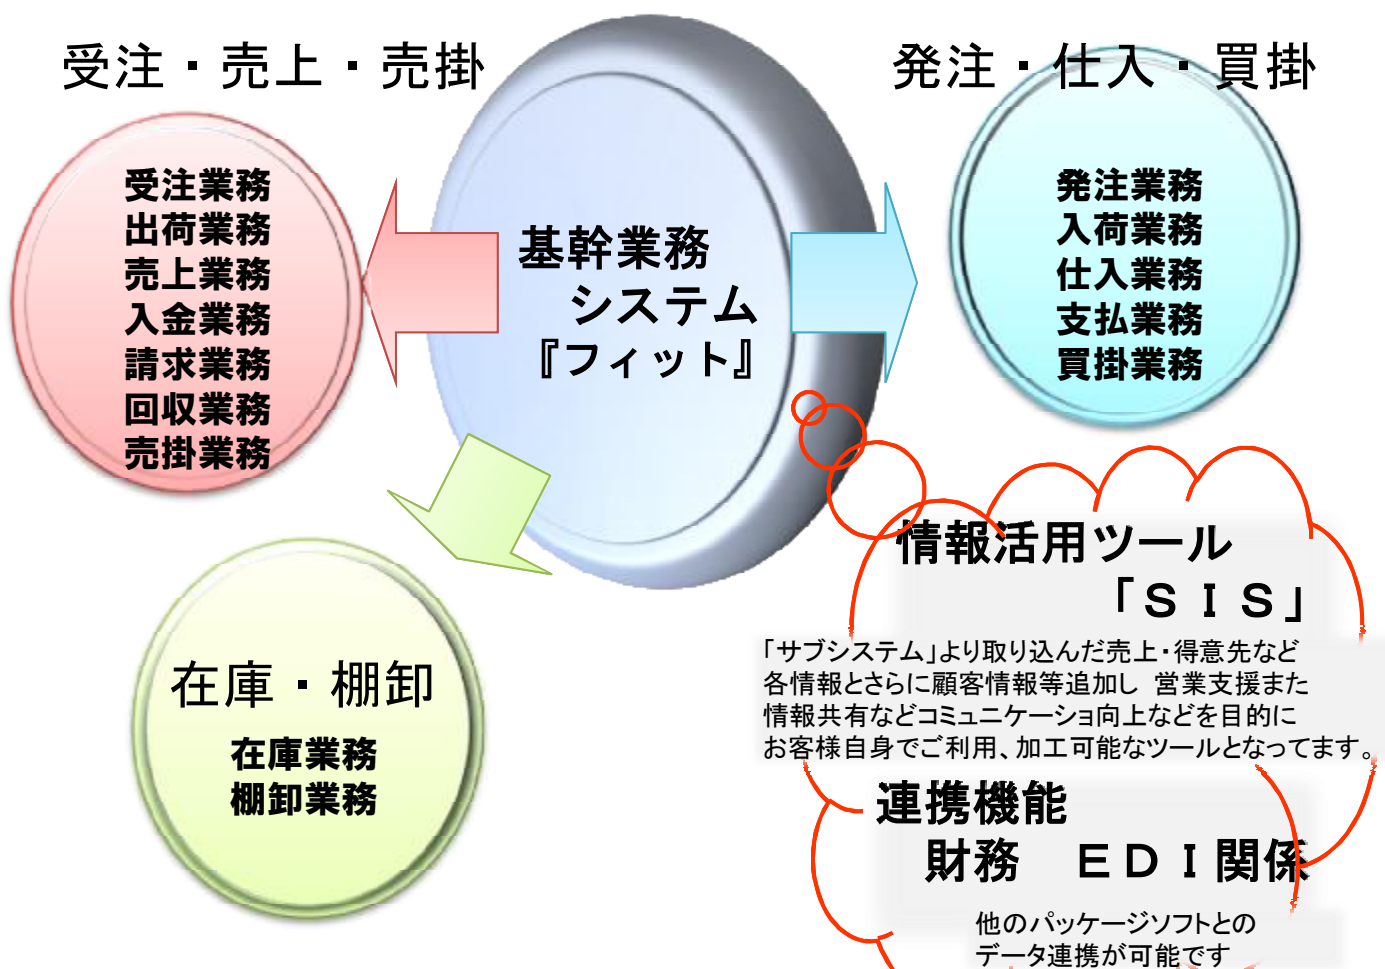 受注・売上・売掛
受注業務
出荷業務
売上業務
入金業務
請求業務
回収業務
売掛業務
基幹業務
システム
『フィット』
発注・仕入・買掛
発注業務
入荷業務
仕入業務
支払業務
買掛業務
在庫・棚卸
在庫業務
棚卸業務
情報活用ツール
「ＳＩＳ」
「サブシステム」より取り込んだ売上・得意先など
各情報とさらに顧客情報等追加し 営業支援また
情報共有などコミュニケーショ向上などを目的に
お客様自身でご利用、加工可能なツールとなってます。
連携機能
財務　ＥＤＩ関係
他のパッケージソフトとの
データ連携が可能です